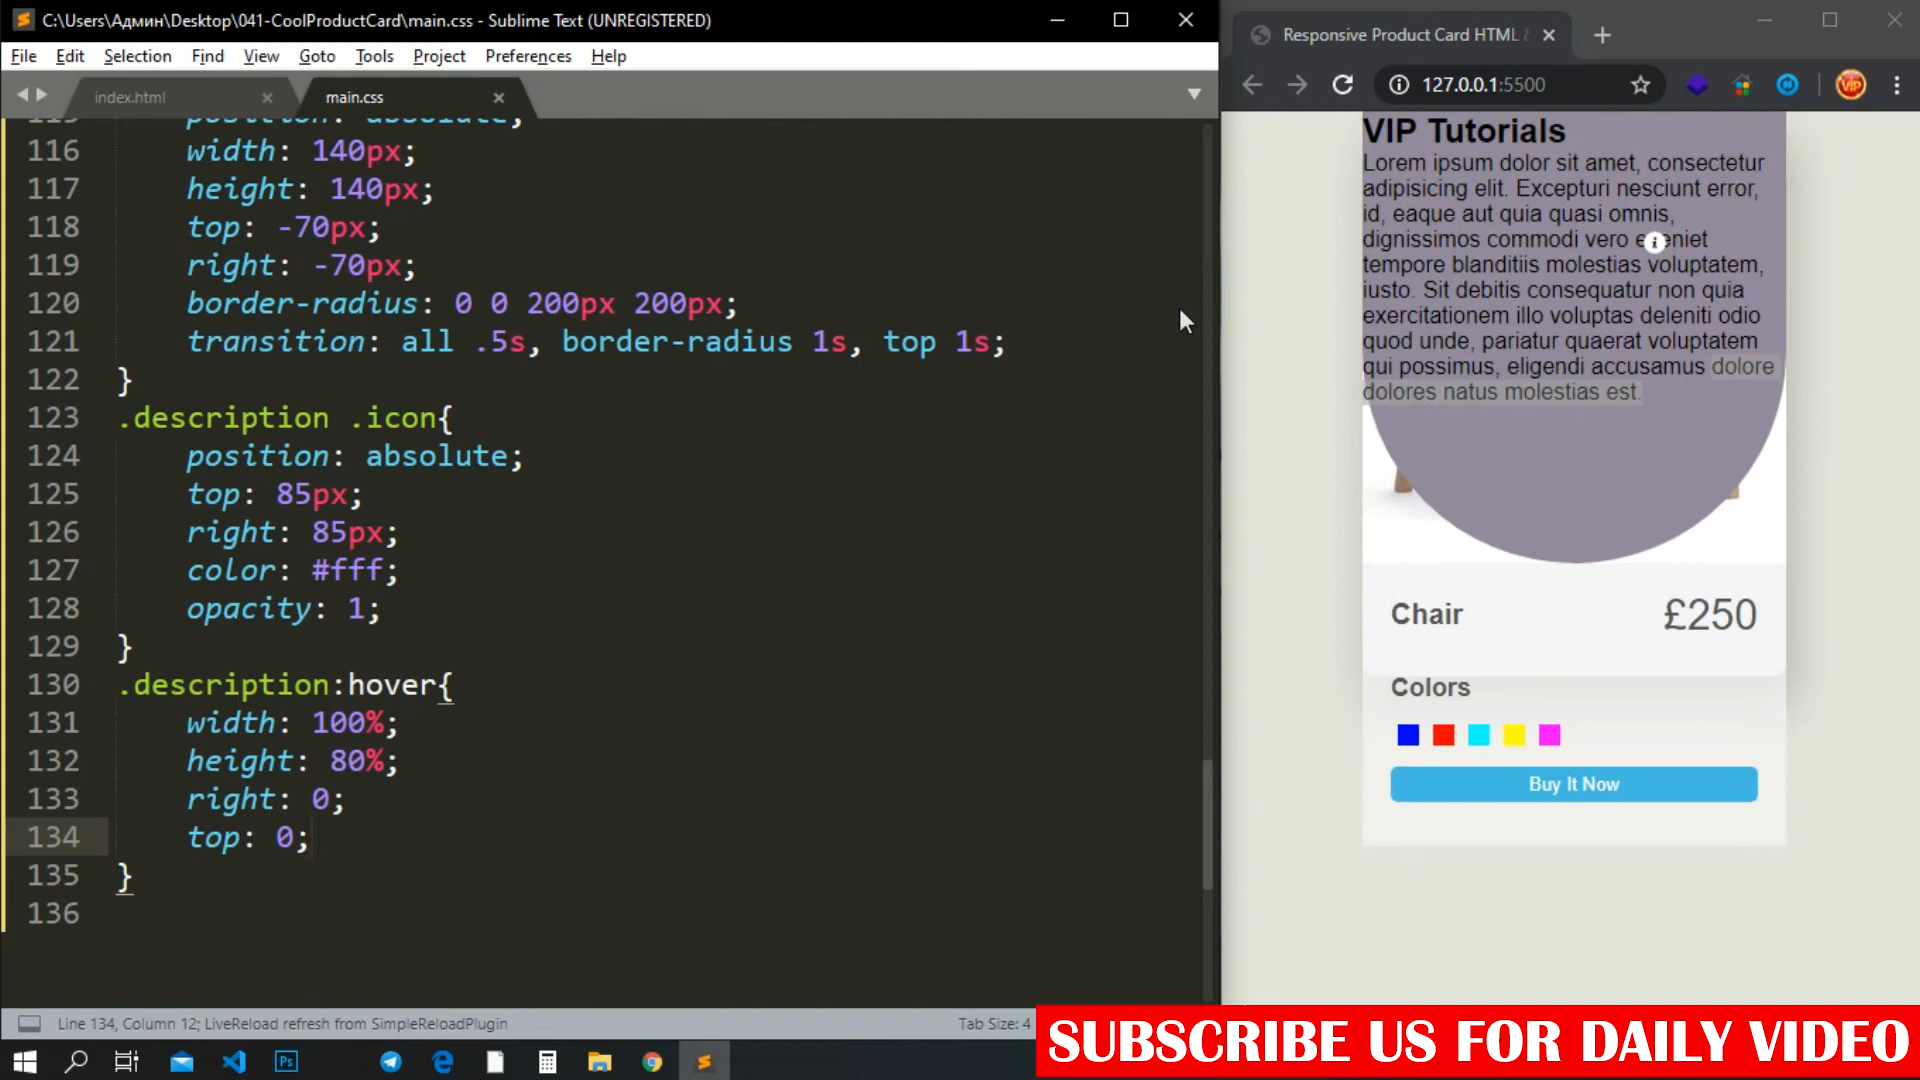 C:\Users\Админ\Desktop\041-CoolProductCard\main.css - Sublime Text (UNREGISTERED)
File Edit Selection Find View Goto Tools Project Preferences Help
index.html
main.css
115 position: absolute;
116 width: 140px;
117 height: 140px;
118 top: -70px;
119 right: -70px;
120 border-radius: 0 0 200px 200px;
121 transition: all .5s, border-radius 1s, top 1s;
122 }
123 .description .icon{
124 position: absolute;
125 top: 85px;
126 right: 85px;
127 color: #fff;
128 opacity: 1;
129 }
130 .description:hover{
131 width: 100%;
132 height: 80%;
133 right: 0;
134 top: 0;
135 }
136
Line 134, Column 12; LiveReload refresh from SimpleReloadPlugin
Tab Size: 4
Responsive Product Card HTML
127.0.0.1:5500
VIP
VIP Tutorials
Lorem ipsum dolor sit amet, consectetur
adipisicing elit. Excepturi nesciunt error,
id, eaque aut quia quasi omnis,
dignissimos commodi vero
tempore blanditiis molestias voluptatem,
iusto. Sit debitis consequatur non quia
exercitationem illo voluptas deleniti odio
quod unde, pariatur quaerat voluptatem
qui possimus, eligendi accusamus dolore
dolores natus molestias est.
Chair
£250
Colors
Buy It Now
SUBSCRIBE US FOR DAILY VIDEO
Ps